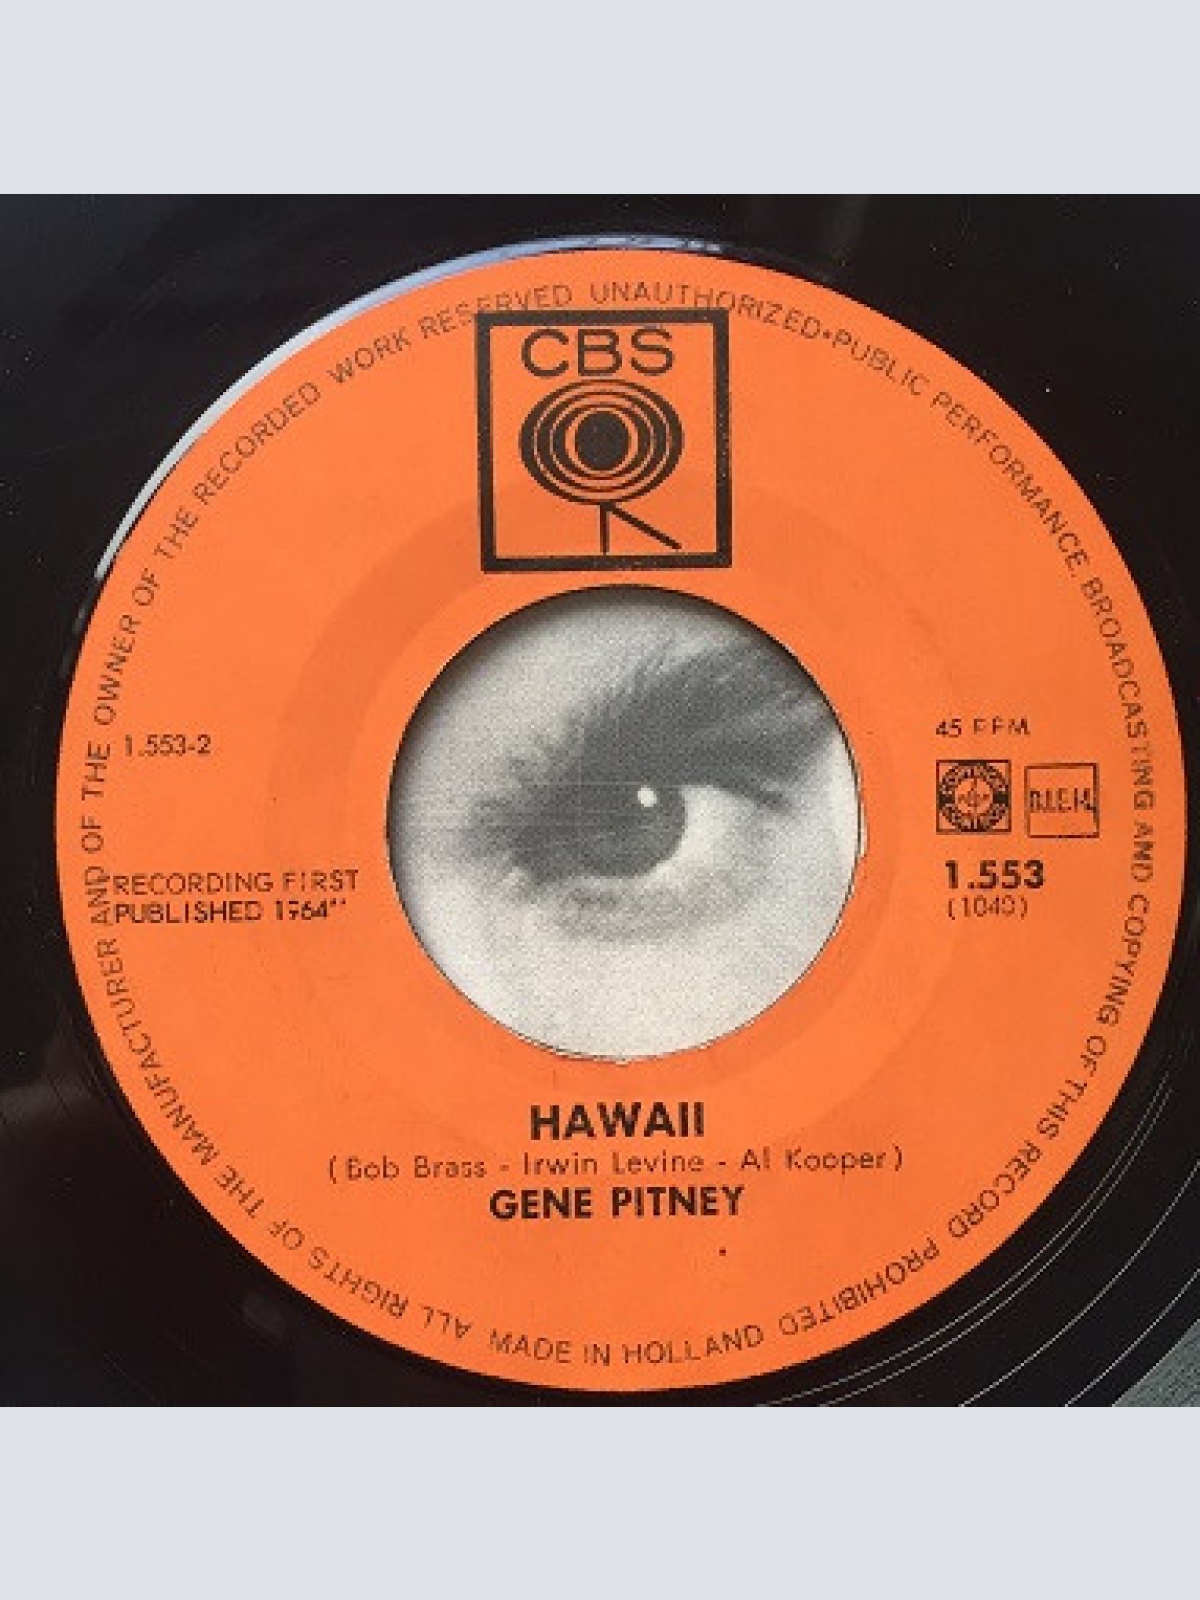 ALL RIGHTS OF THE MANUFACTURER AND OF THE OWNER OF THE RECORDED WORK RESERVED UNAUTHORIZED • PUBLIC PERFORMANCE. BROADCASTING AND COPYING OF THIS RECORD PROHIBITED
CBS
1.553-2
45 RPM
B.I.E.M.
RECORDING FIRST
PUBLISHED 1964"
1.553
HAWAII
(Bob Brass - Irwin Levine - Al Kooper)
GENE PITNEY
MADE IN HOLLAND